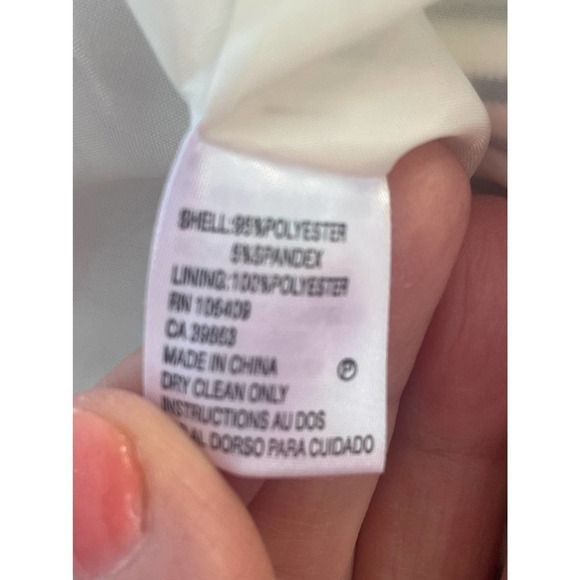 SHELL:95%POLYESTER
5%SPANDEX
LINING:100%POLYESTER
RN 106409
CA 39663
MADE IN CHINA
P
DRY CLEAN ONLY
INSTRUCTIONS AU DOS
AL DORSO PARA CUIDADO